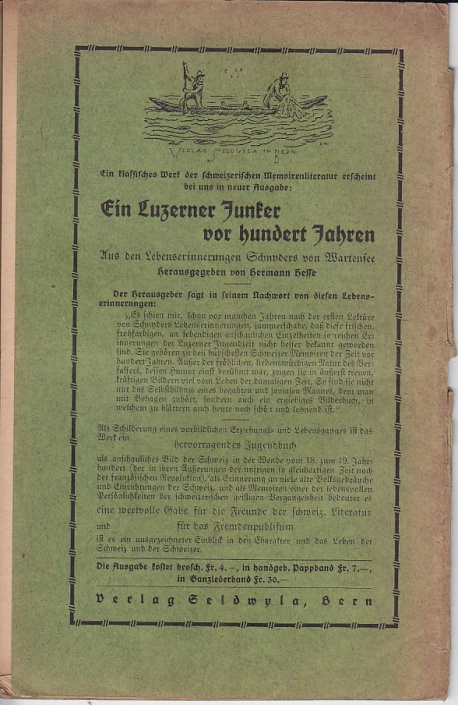 VERLAG SELDWYLA IN BERN
Ein klassisches Werk der schweizerischen Memoirenliteratur erscheint
bei uns in neuer Ausgabe:
Ein Luzerner Junker
vor hundert Jahren
Aus den Lebenserinnerungen Schnyders von Wartensee
Herausgegeben von Hermann Hesse
Der Herausgeber sagt in seinem Nachwort von diesen Lebens-
erinnerungen:
„Es schien mir, schon vor manchen Jahren nach der ersten Lektüre
von Schnyders Lebenserinnerungen, jammerschade, daß diese frischen,
frohfarbigen, an lebendigen anschaulichen Einzelheiten so reichen Er-
innerungen der Luzerner Jugendzeit nicht besser bekannt geworden
sind. Sie gehören zu den hübschesten Schweizer Memoiren der Zeit vor
hundert Jahren. Außer der fröhlichen, liebenswürdigen Natur des Ver-
fassers, dessen Humor einst berühmt war, zeigen sie in äußerst treuen,
kräftigen Bildern viel vom Leben der damaligen Zeit. So sind sie nicht
nur das Selbstbildnis eines begabten und jovialen Mannes, dem man
mit Behagen zuhört, sondern auch ein ergiebiges Bilderbuch, in
welchem zu blättern auch heute noch schön und lohnend ist.“
Als Schilderung eines vorbildlichen Erziehungs- und Lebensganges ist das
Werk ein
hervorragendes Jugendbuch
als anschauliches Bild der Schweiz in der Wende vom 18. zum 19. Jahr-
hundert (der in ihren Äußerungen der unsrigen so gleichartigen Zeit nach
der französischen Revolution), als Erinnerung an viele alte Volksgebräuche
und Einrichtungen der Schweiz, und als Memoiren einer der lebensvollen
Persönlichkeiten der schweizerischen geistigen Vergangenheit bedeutet es
eine wertvolle Gabe für die Freunde der schweiz. Literatur
und für das Fremdenpublikum
ist es ein ausgezeichneter Einblick in den Charakter und das Leben der
Schweiz und der Schweizer.
Die Ausgabe kostet brosch. Fr. 4.–, in handgeb. Pappband Fr. 7.–,
in Ganzlederband Fr. 30.–
Verlag Seldwyla, Bern